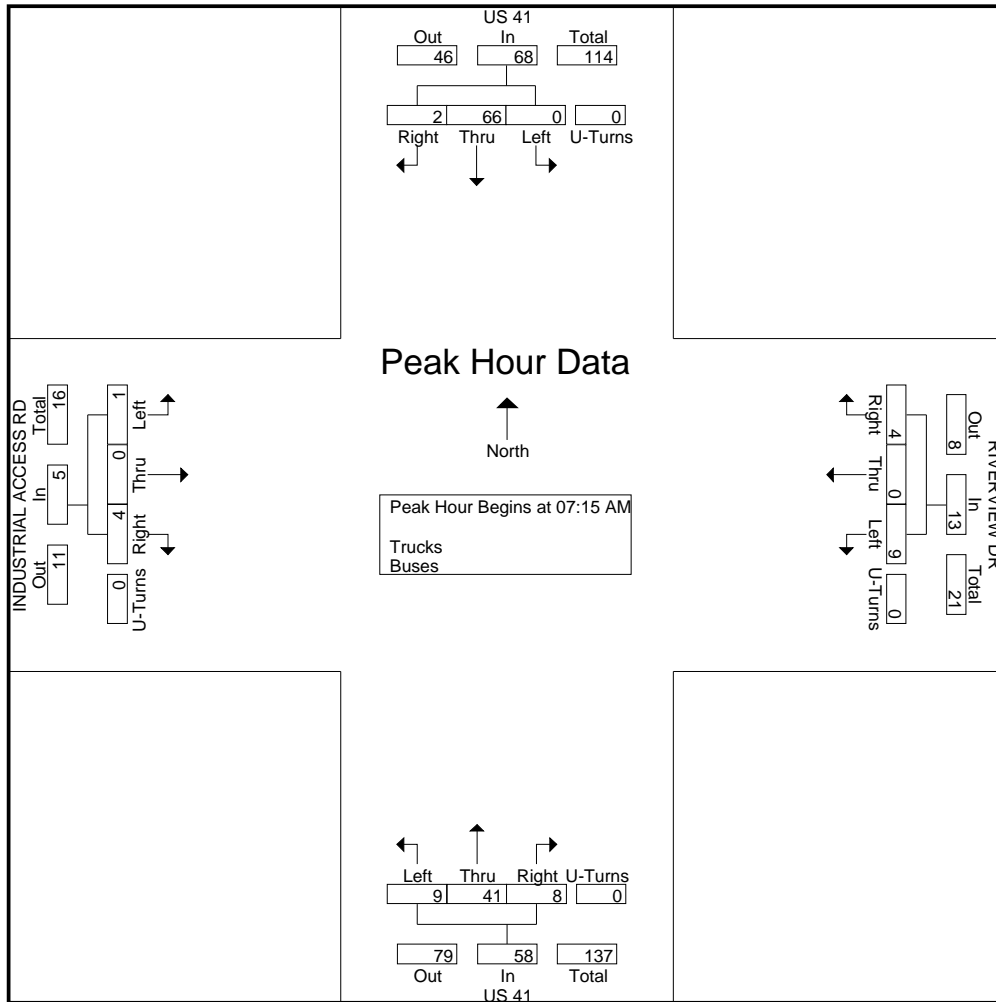 US 41
Out In Total
46 68 114
2 66 0 0
Right Thru Left U-Turns
Peak Hour Data
North
Peak Hour Begins at 07:15 AM
Trucks
Buses
INDUSTRIAL ACCESS RD
Total In Out
16 5 11
1 0 4 0
Left Thru Right U-Turns
RIVERVIEW DR
Out In Total
8 13 21
4 0 9 0
Right Thru Left U-Turns
Left Thru Right U-Turns
9 41 8 0
79 58 137
Out In Total
US 41